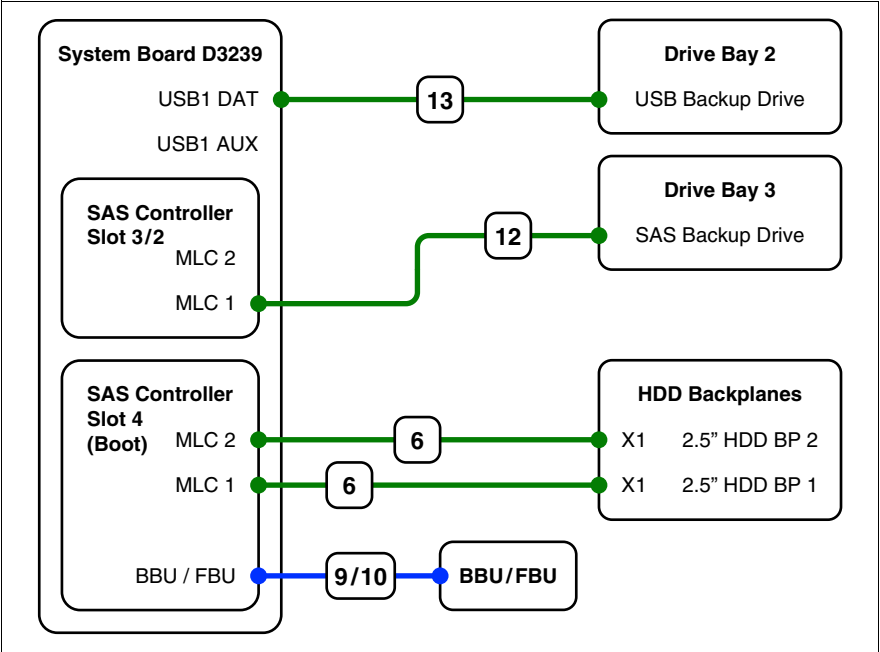 System Board D3239
USB1 DAT
USB1 AUX
13
Drive Bay 2
USB Backup Drive
SAS Controller
Slot 3/2
MLC 2
MLC 1
12
Drive Bay 3
SAS Backup Drive
SAS Controller
Slot 4
(Boot)
MLC 2
MLC 1
BBU / FBU
6
6
9/10
HDD Backplanes
X1 2.5” HDD BP 2
X1 2.5” HDD BP 1
BBU/FBU